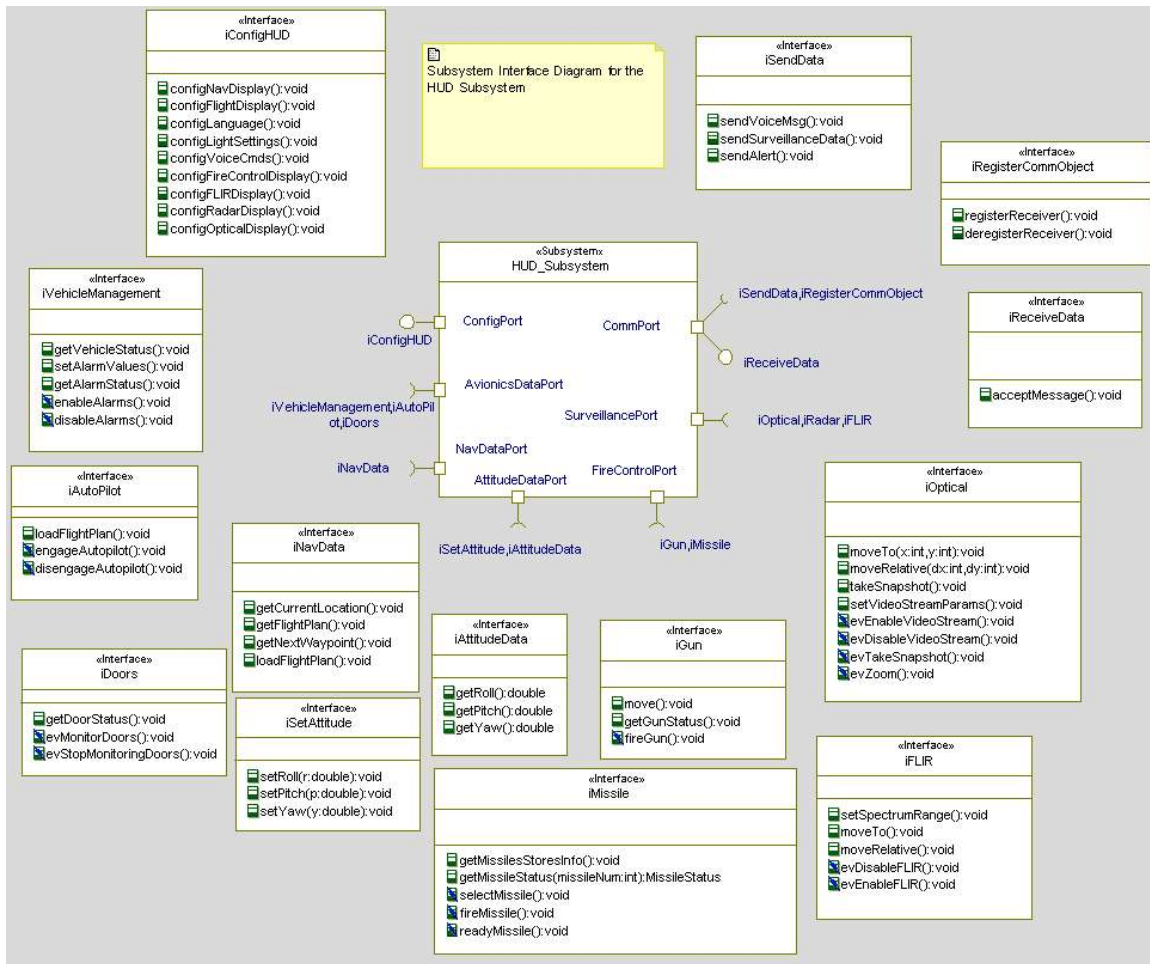 «Interface»
iConfigHUD
configNavDisplay():void
configFlightDisplay():void
configLanguage():void
configLightSettings():void
configVoiceCmds():void
configFireControlDisplay():void
configFLIRDisplay():void
configRadarDisplay():void
configOpticalDisplay():void
Subsystem Interface Diagram for the
HUD Subsystem
«Interface»
iSendData
sendVoiceMsg():void
sendSurveillanceData():void
sendAlert():void
«Interface»
iRegisterCommObject
registerReceiver():void
deregisterReceiver():void
«Interface»
iVehicleManagement
getVehicleStatus():void
setAlarmValues():void
getAlarmStatus():void
enableAlarms():void
disableAlarms():void
«Subsystem»
HUD_Subsystem
ConfigPort
CommPort
AvionicsDataPort
SurveillancePort
NavDataPort
FireControlPort
AttitudeDataPort
iConfigHUD
iVehicleManagement,iAutoPil
ot,iDoors
iNavData
iSetAttitude,iAttitudeData
iGun,iMissile
iSendData,iRegisterCommObject
iReceiveData
iOptical,iRadar,iFLIR
«Interface»
iReceiveData
acceptMessage():void
«Interface»
iAutoPilot
loadFlightPlan():void
engageAutopilot():void
disengageAutopilot():void
«Interface»
iNavData
getCurrentLocation():void
getFlightPlan():void
getNextWaypoint():void
loadFlightPlan():void
«Interface»
iOptical
moveTo(x:int,y:int):void
moveRelative(dx:int,dy:int):void
takeSnapshot():void
setVideoStreamParams():void
evEnableVideoStream():void
evDisableVideoStream():void
evTakeSnapshot():void
evZoom():void
«Interface»
iDoors
getDoorStatus():void
evMonitorDoors():void
evStopMonitoringDoors():void
«Interface»
iAttitudeData
getRoll():double
getPitch():double
getYaw():double
«Interface»
iGun
move():void
getGunStatus():void
fireGun():void
«Interface»
iSetAttitude
setRoll(r:double):void
setPitch(p:double):void
setYaw(y:double):void
«Interface»
iMissile
getMissilesStoresInfo():void
getMissileStatus(missileNum:int):MissileStatus
selectMissile():void
fireMissile():void
readyMissile():void
«Interface»
iFLIR
setSpectrumRange():void
moveTo():void
moveRelative():void
evDisableFLIR():void
evEnableFLIR():void